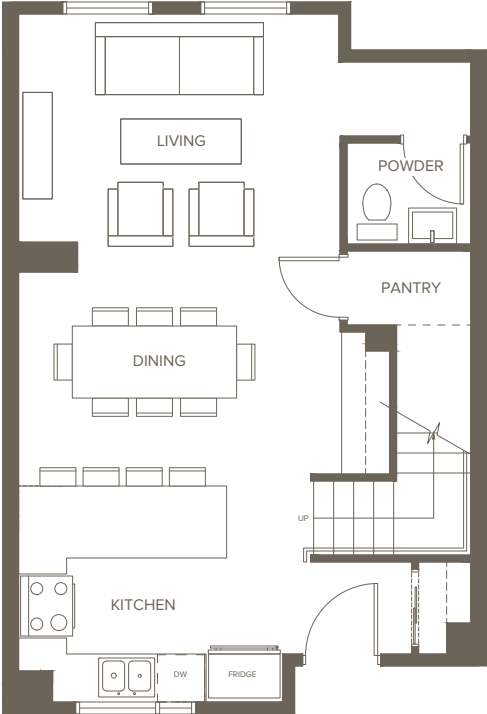 LIVING
POWDER
PANTRY
DINING
UP
KITCHEN
DW
FRIDGE